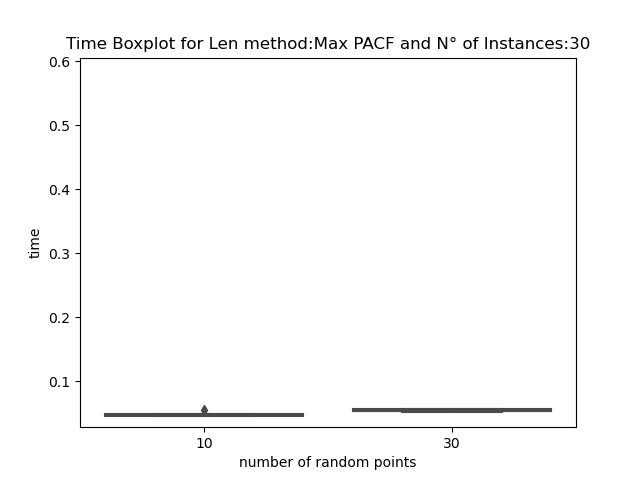 Time Boxplot for Len method:Max PACF and N° of Instances:30
0.6
0.5
0.4
0.3
0.2
0.1
time
10 30
number of random points